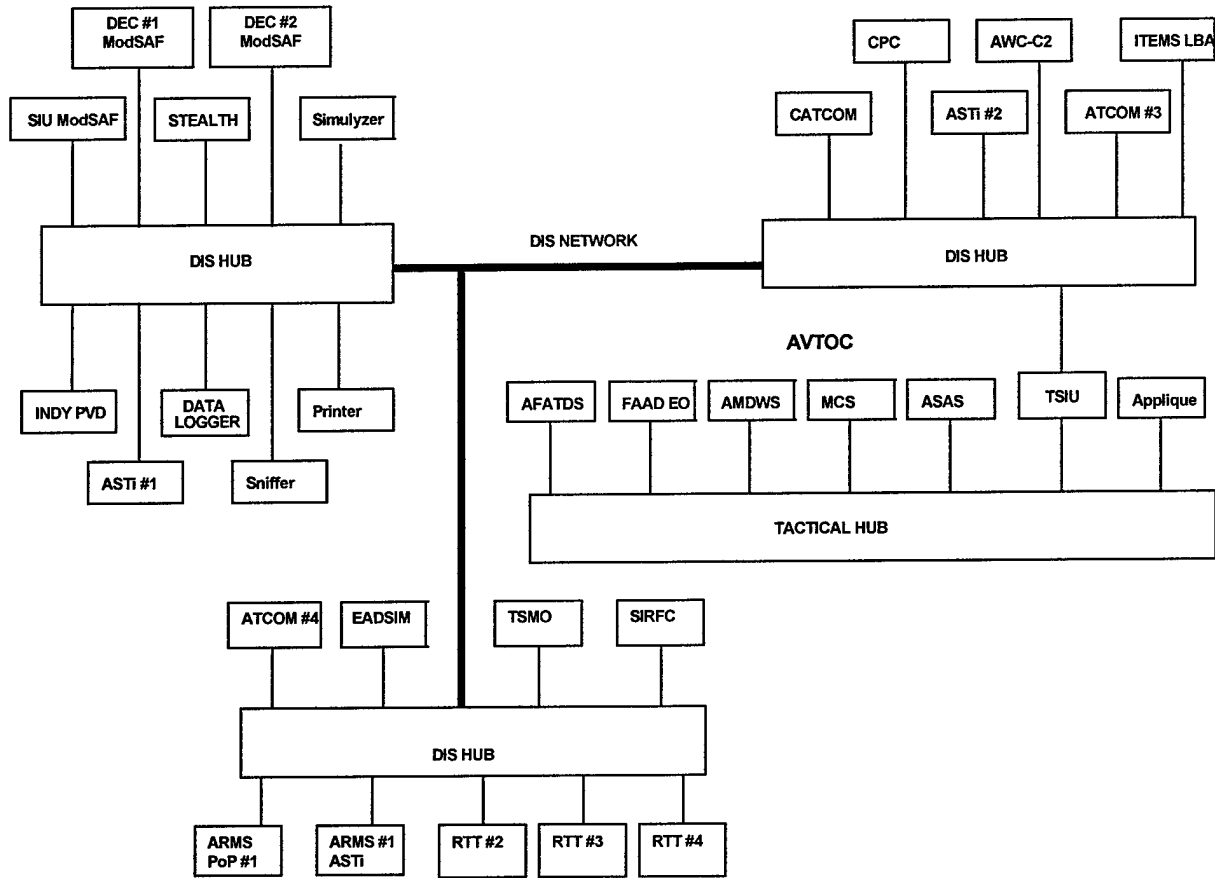 DEC #1
ModSAF
DEC #2
ModSAF
SIU ModSAF
STEALTH
Simulyzer
DIS HUB
INDY PVD
DATA
LOGGER
Printer
ASTi #1
Sniffer
DIS NETWORK
CPC
AWC-C2
ITEMS LBA
CATCOM
ASTi #2
ATCOM #3
DIS HUB
AVTOC
AFATDS
FAAD EO
AMDWS
MCS
ASAS
TSIU
Applique
TACTICAL HUB
ATCOM #4
EADSIM
TSMO
SIRFC
DIS HUB
ARMS
PoP #1
ARMS #1
ASTi
RTT #2
RTT #3
RTT #4